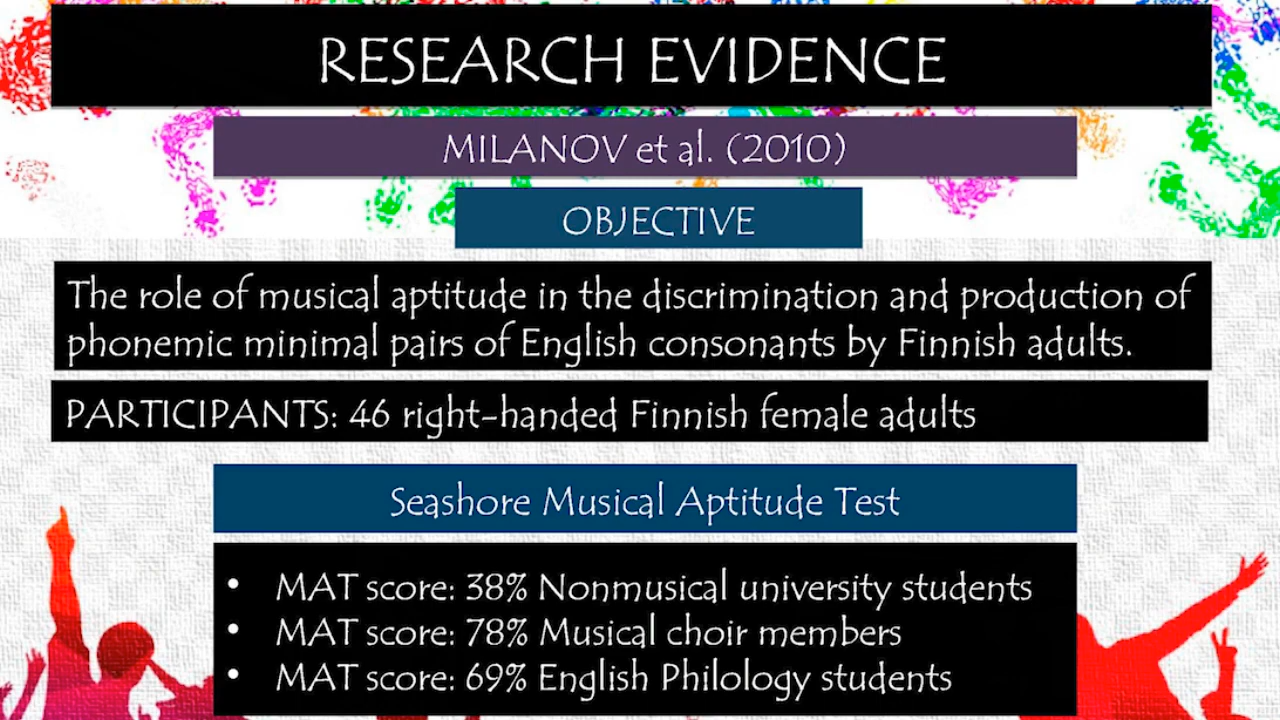 RESEARCH EVIDENCE
MILANOV et al. (2010)
OBJECTIVE
The role of musical aptitude in the discrimination and production of
phonemic minimal pairs of English consonants by Finnish adults.
PARTICIPANTS: 46 right-handed Finnish female adults
Seashore Musical Aptitude Test
• MAT score: 38% Nonmusical university students
• MAT score: 78% Musical choir members
• MAT score: 69% English Philology students